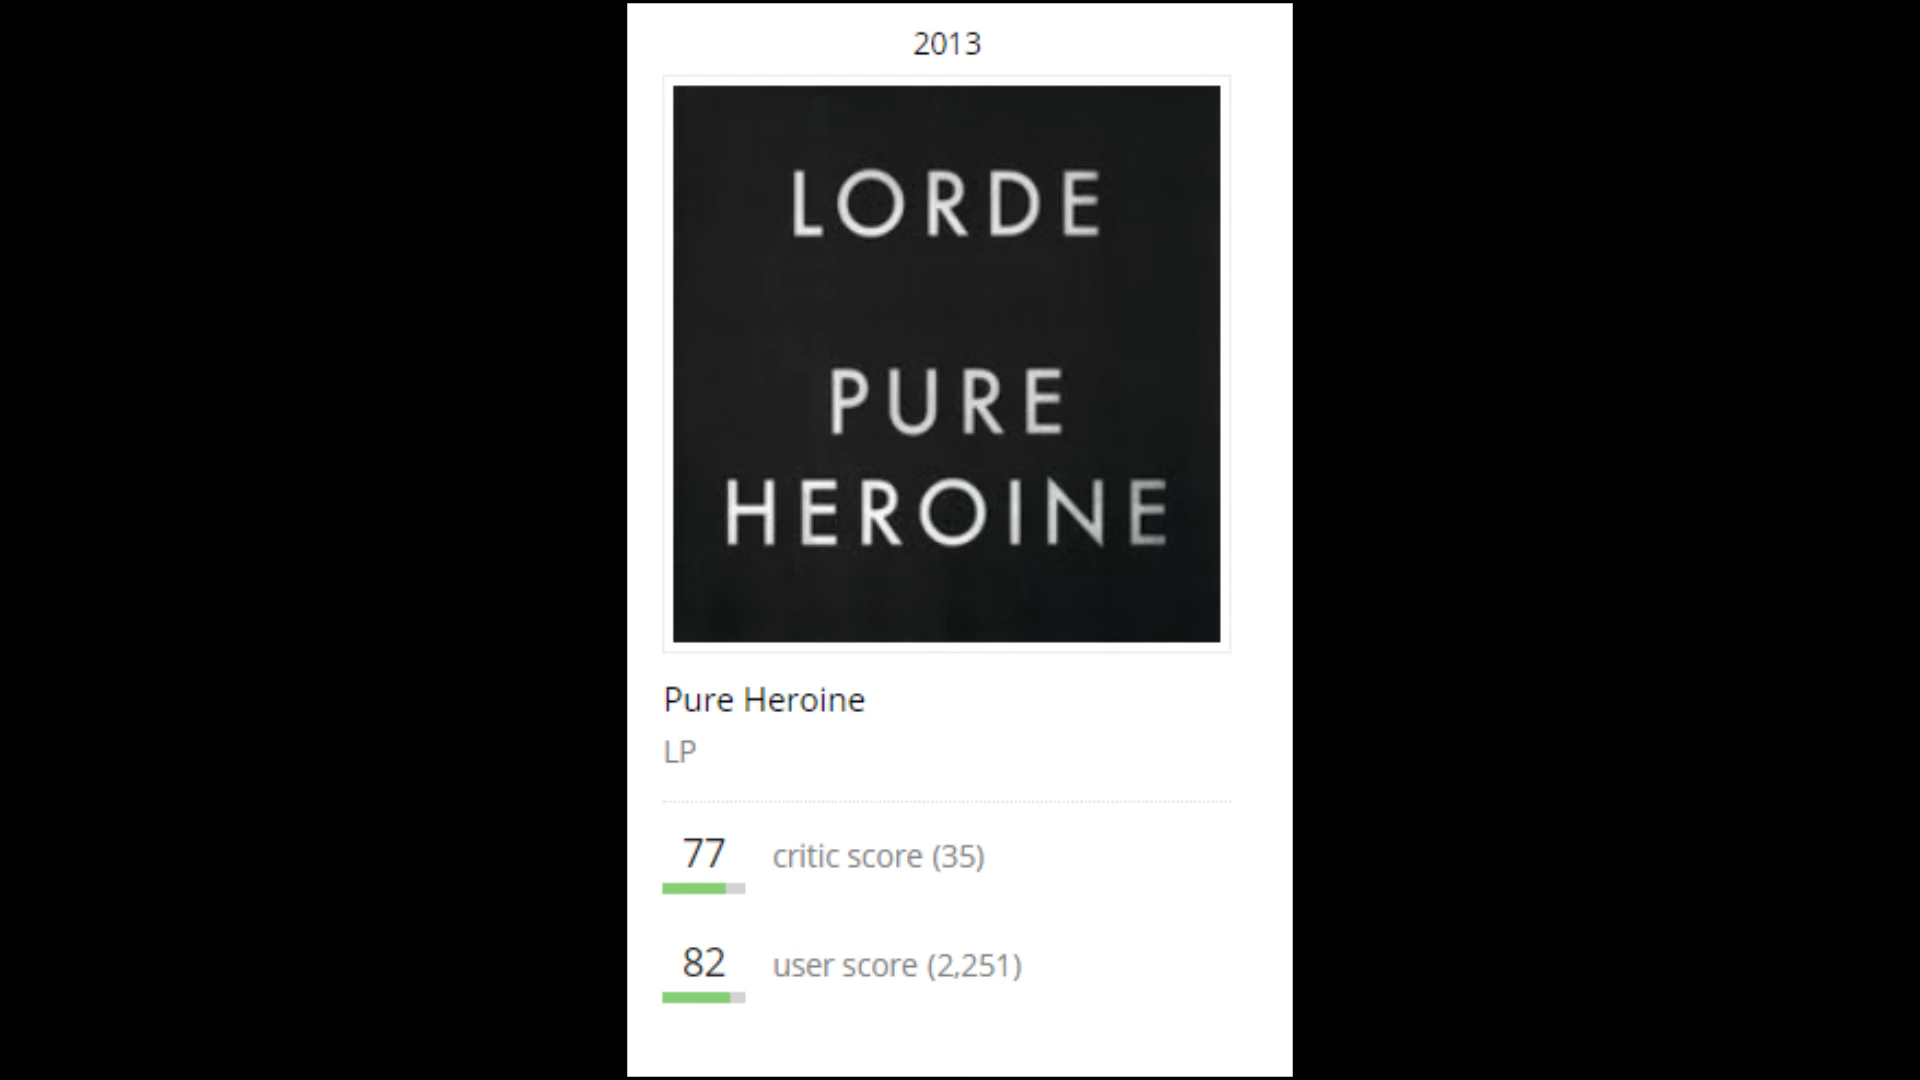 2013
LORDE
PURE
HEROINE
Pure Heroine
LP
77 critic score (35)
82 user score (2,251)